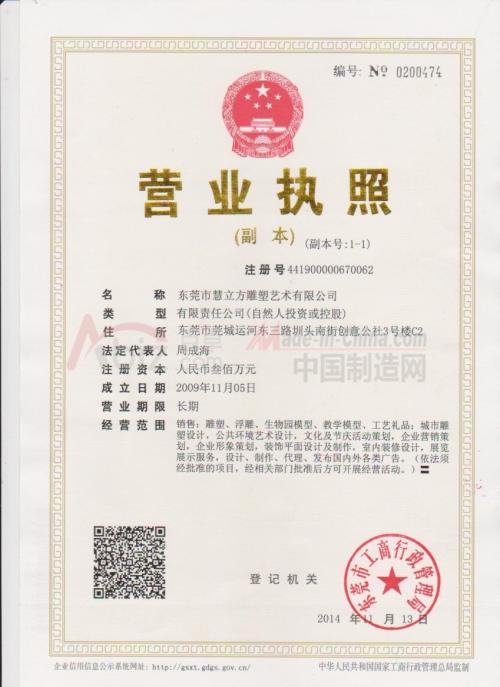 编号: № 0200474
营业执照
(副 本) (副本号:1-1)
注 册 号 441900000670062
名 称 东莞市慧立方雕塑艺术有限公司
类 型 有限责任公司(自然人投资或控股)
住 所 东莞市莞城运河东三路圳头南街创意公社3号楼C2
法定代表人 周成海
注 册 资 本 人民币叁佰万元
成 立 日 期 2009年11月05日
营 业 期 限 长期
经 营 范 围 销售：雕塑、浮雕、生物园模型、教学模型、工艺礼品；城市雕
塑设计，公共环境艺术设计，文化及节庆活动策划，企业营销策
划，企业形象策划，装饰平面设计及制作，室内装修设计，展览
展示服务，设计、制作、代理、发布国内外各类广告。（依法须
经批准的项目，经相关部门批准后方可开展经营活动。）
Made-in-China.com
中国制造网
登 记 机 关
东莞市工商行政管理局
2014 年 11 月 13 日
企业信用信息公示系统网址: http://gsxt.gdgs.gov.cn/
中华人民共和国国家工商行政管理总局监制